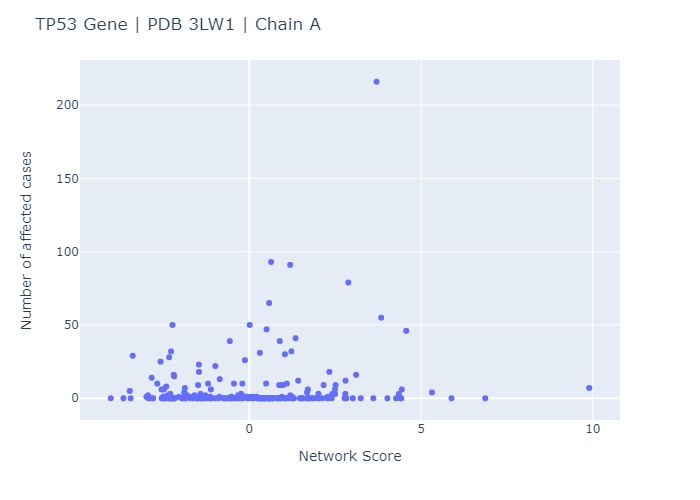 TP53 Gene | PDB 3LW1 | Chain A
200
150
100
50
0
0
5
10
Number of affected cases
Network Score